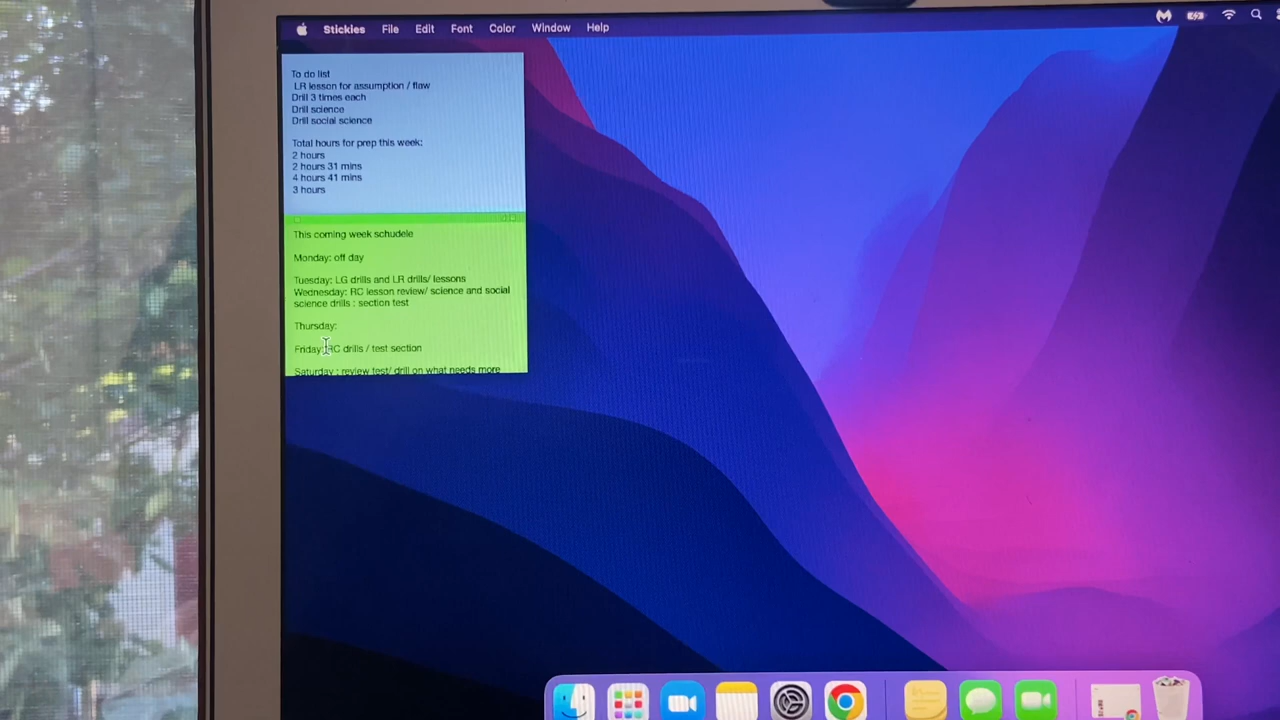 Stickies File Edit Font Color Window Help
To do list
LR lesson for assumption / flaw
Drill 3 times each
Drill science
Drill social science
Total hours for prep this week:
2 hours
2 hours 31 mins
4 hours 41 mins
3 hours
This coming week schudele
Monday: off day
Tuesday: LG drills and LR drills/ lessons
Wednesday: RC lesson review/ science and social
science drills : section test
Thursday:
Friday: RC drills / test section
Saturday : review test/ drill on what needs more